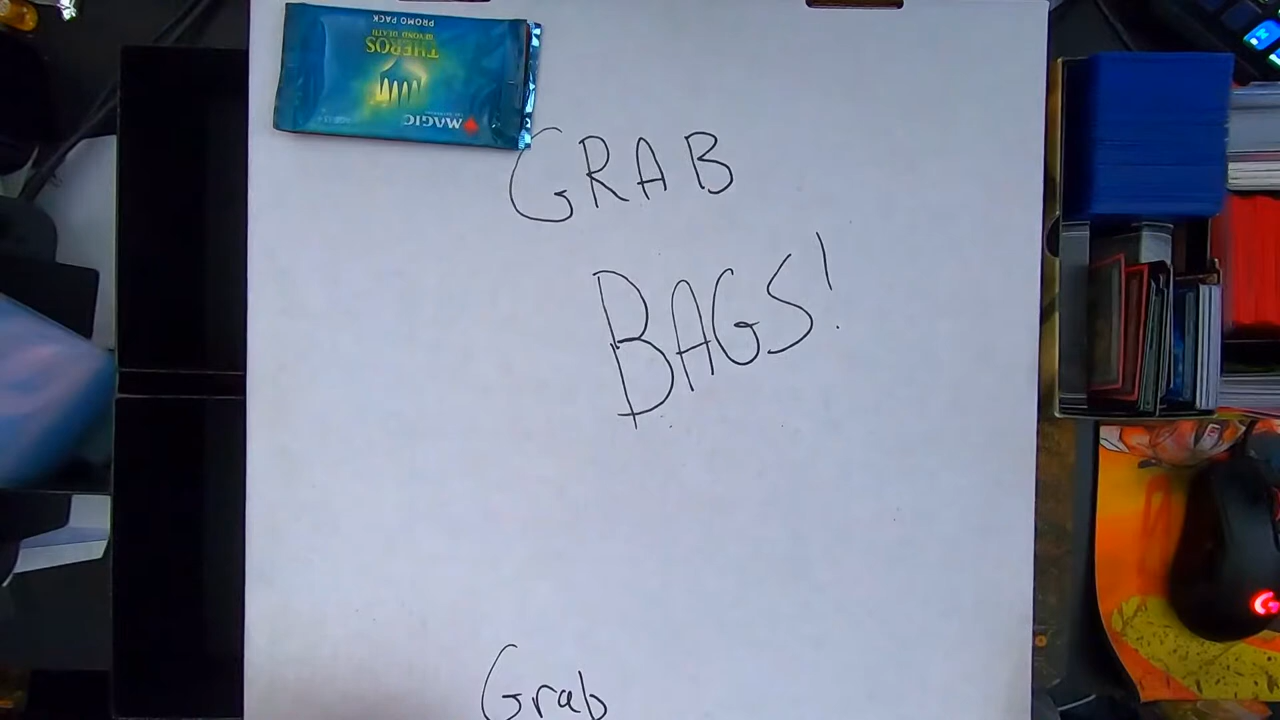 PROMO PACK
BEYOND DEATH
THEROS
MAGIC
GRAB
BAGS!
Grab